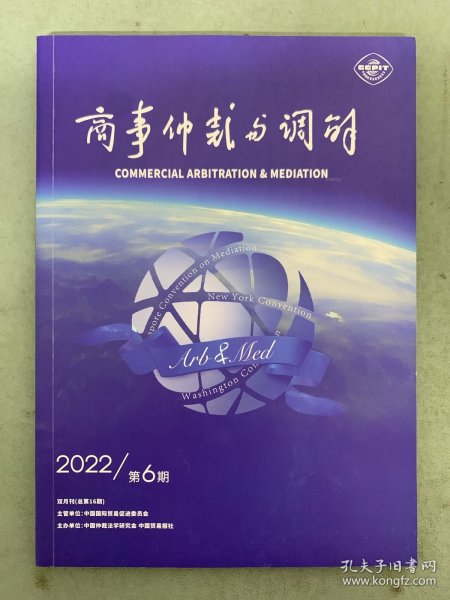 CCPIT
商事仲裁与调解
COMMERCIAL ARBITRATION & MEDIATION
apore Convention on Mediation
New York Convention
Arb & Med
Washington Co
2022/第6期
双月刊(总第16期)
主管单位:中国国际贸易促进委员会
主办单位:中国仲裁法学研究会 中国贸易报社
孔夫子旧书网
www.kongfz.com